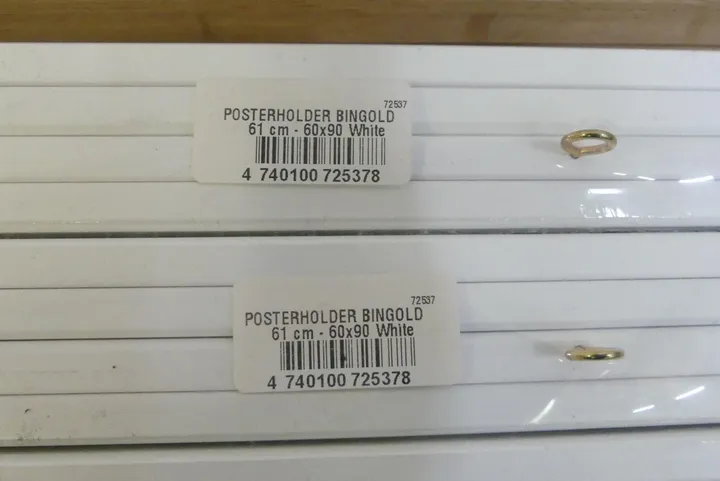 72537
POSTERHOLDER BINGOLD
61 cm - 60x90 White
4 740100 725378
72537
POSTERHOLDER BINGOLD
61 cm - 60x90 White
4 740100 725378